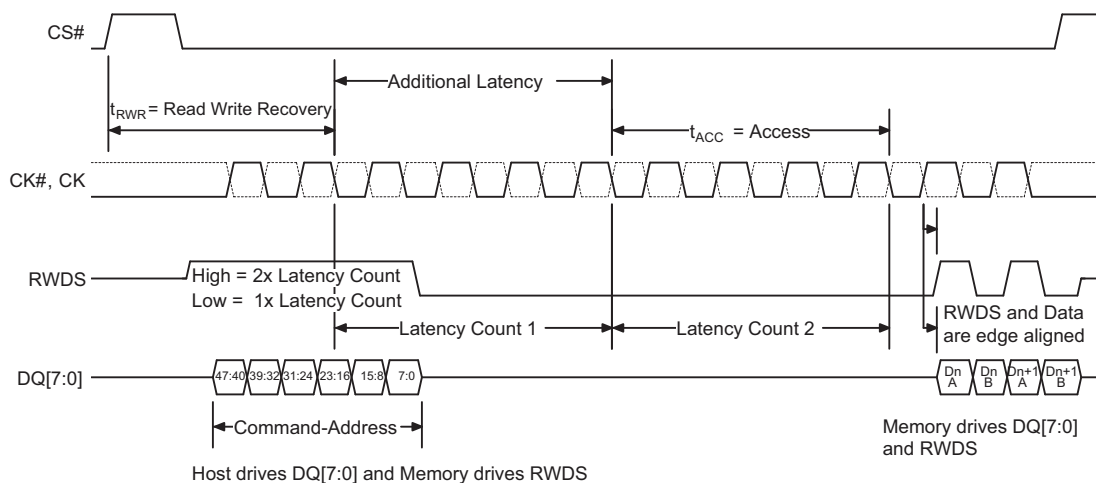 CS#
Additional Latency
tRWR = Read Write Recovery
tACC = Access
CK#, CK
High = 2x Latency Count
Low = 1x Latency Count
RWDS
RWDS and Data
are edge aligned
Latency Count 1
Latency Count 2
DQ[7:0]
47:40 39:32 31:24 23:16 15:8 7:0
Dn A
Dn B
Dn+1 A
Dn+1 B
Command-Address
Memory drives DQ[7:0]
and RWDS
Host drives DQ[7:0] and Memory drives RWDS